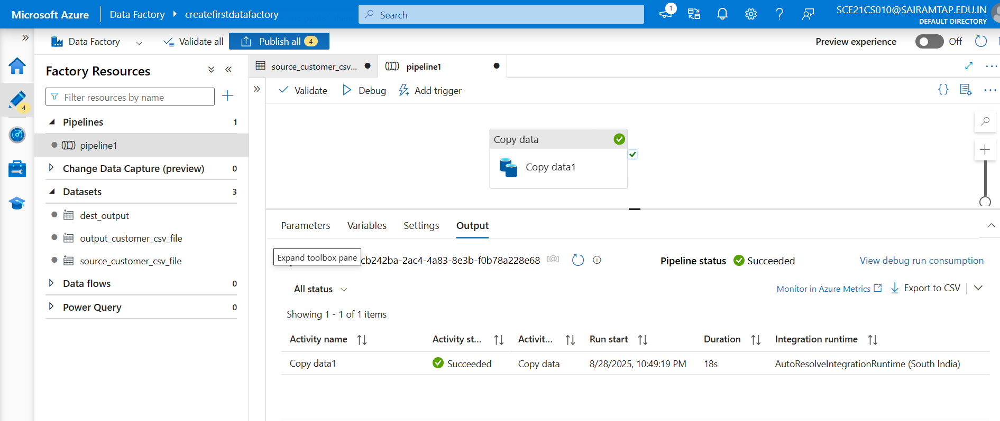 Microsoft Azure
Data Factory
createfirstdatafactory
Search
1
SCE21CS010@SAIRAMTAP.EDU.IN
DEFAULT DIRECTORY
Data Factory
Validate all
Publish all
4
Preview experience
Off
4
Factory Resources
Filter resources by name
Pipelines 1
pipeline1
Change Data Capture (preview) 0
Datasets 3
dest_output
output_customer_csv_file
source_customer_csv_file
Data flows 0
Power Query 0
source_customer_csv...
pipeline1
Validate
Debug
Add trigger
{}
Copy data
Copy data1
Parameters
Variables
Settings
Output
Expand toolbox pane
cb242ba-2ac4-4a83-8e3b-f0b78a228e68
[@]
Pipeline status
Succeeded
View debug run consumption
All status
Monitor in Azure Metrics
Export to CSV
Showing 1 - 1 of 1 items
Activity name Activity st... Activit... Run start Duration Integration runtime
Copy data1 Succeeded Copy data 8/28/2025, 10:49:19 PM 18s AutoResolveIntegrationRuntime (South India)